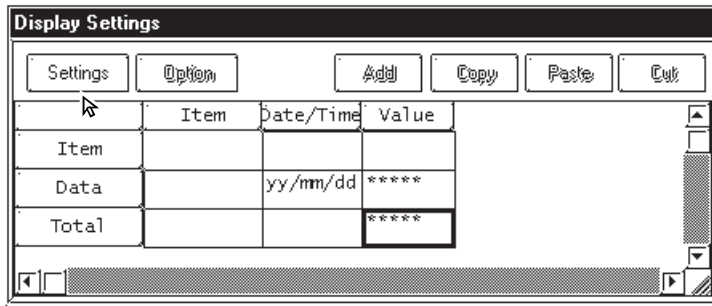 Display Settings
Settings Option Add Copy Paste Cut
Item Date/Time Value
Item
Data yy/mm/dd *****
Total *****